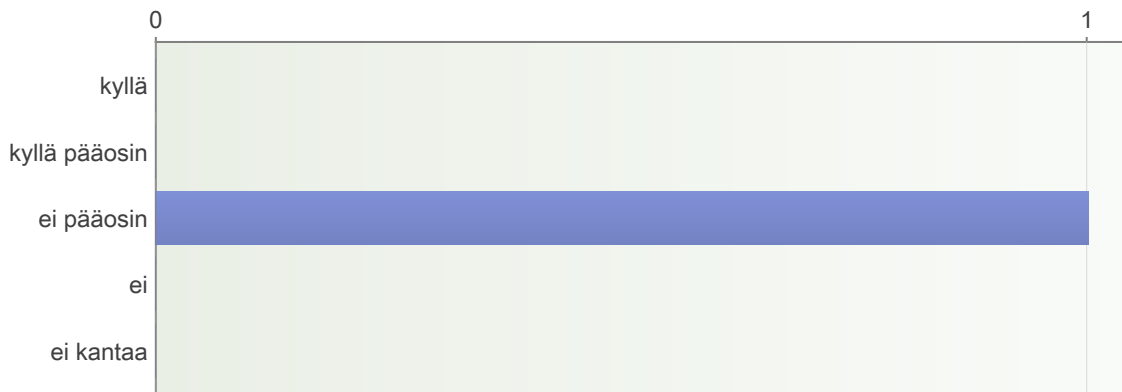 0 1
kyllä
kyllä pääosin
ei pääosin
ei
ei kantaa